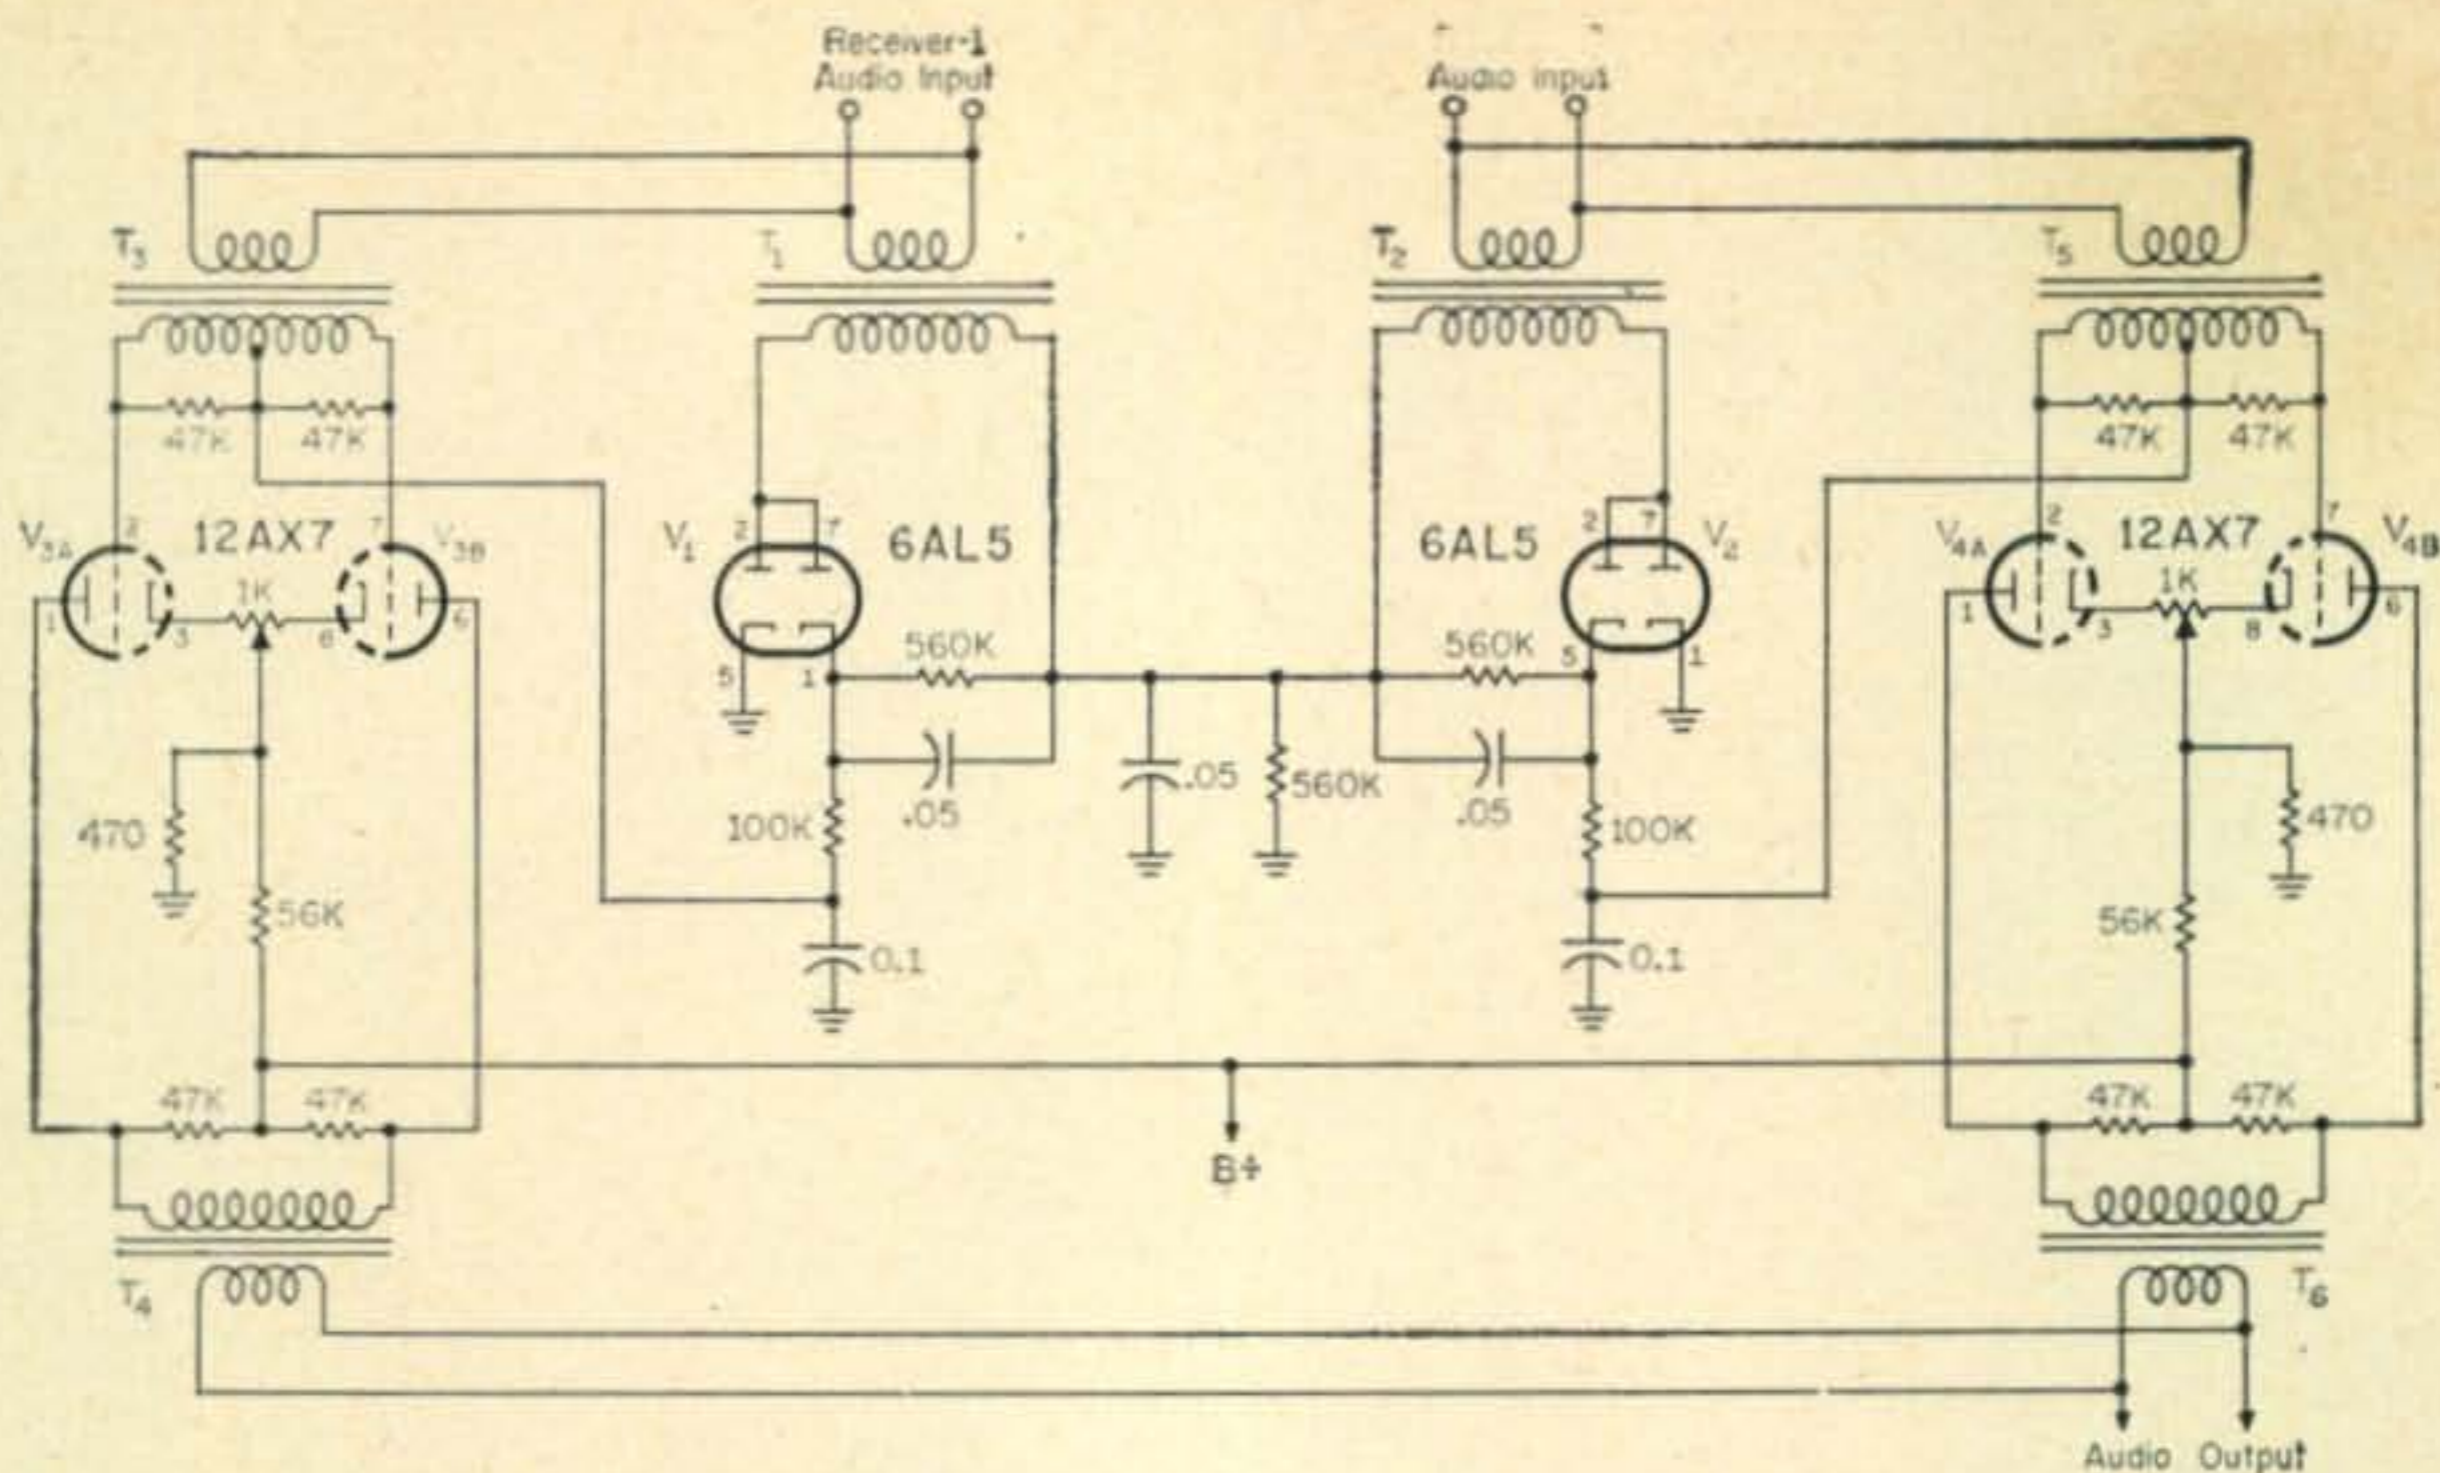 Receiver-1
Audio Input
Audio Input
T3
T1
T2
T5
47K
47K
47K
47K
V3A
2
12AX7
7
V3B
V1
2
7
6AL5
6AL5
2
7
V2
V4A
2
12AX7
7
V4B
1
3
1K
8
6
5
1
560K
560K
5
1
1
3
1K
8
6
470
56K
100K
.05
.05
560K
.05
100K
56K
470
0.1
0.1
47K
47K
B+
47K
47K
T4
T6
Audio Output